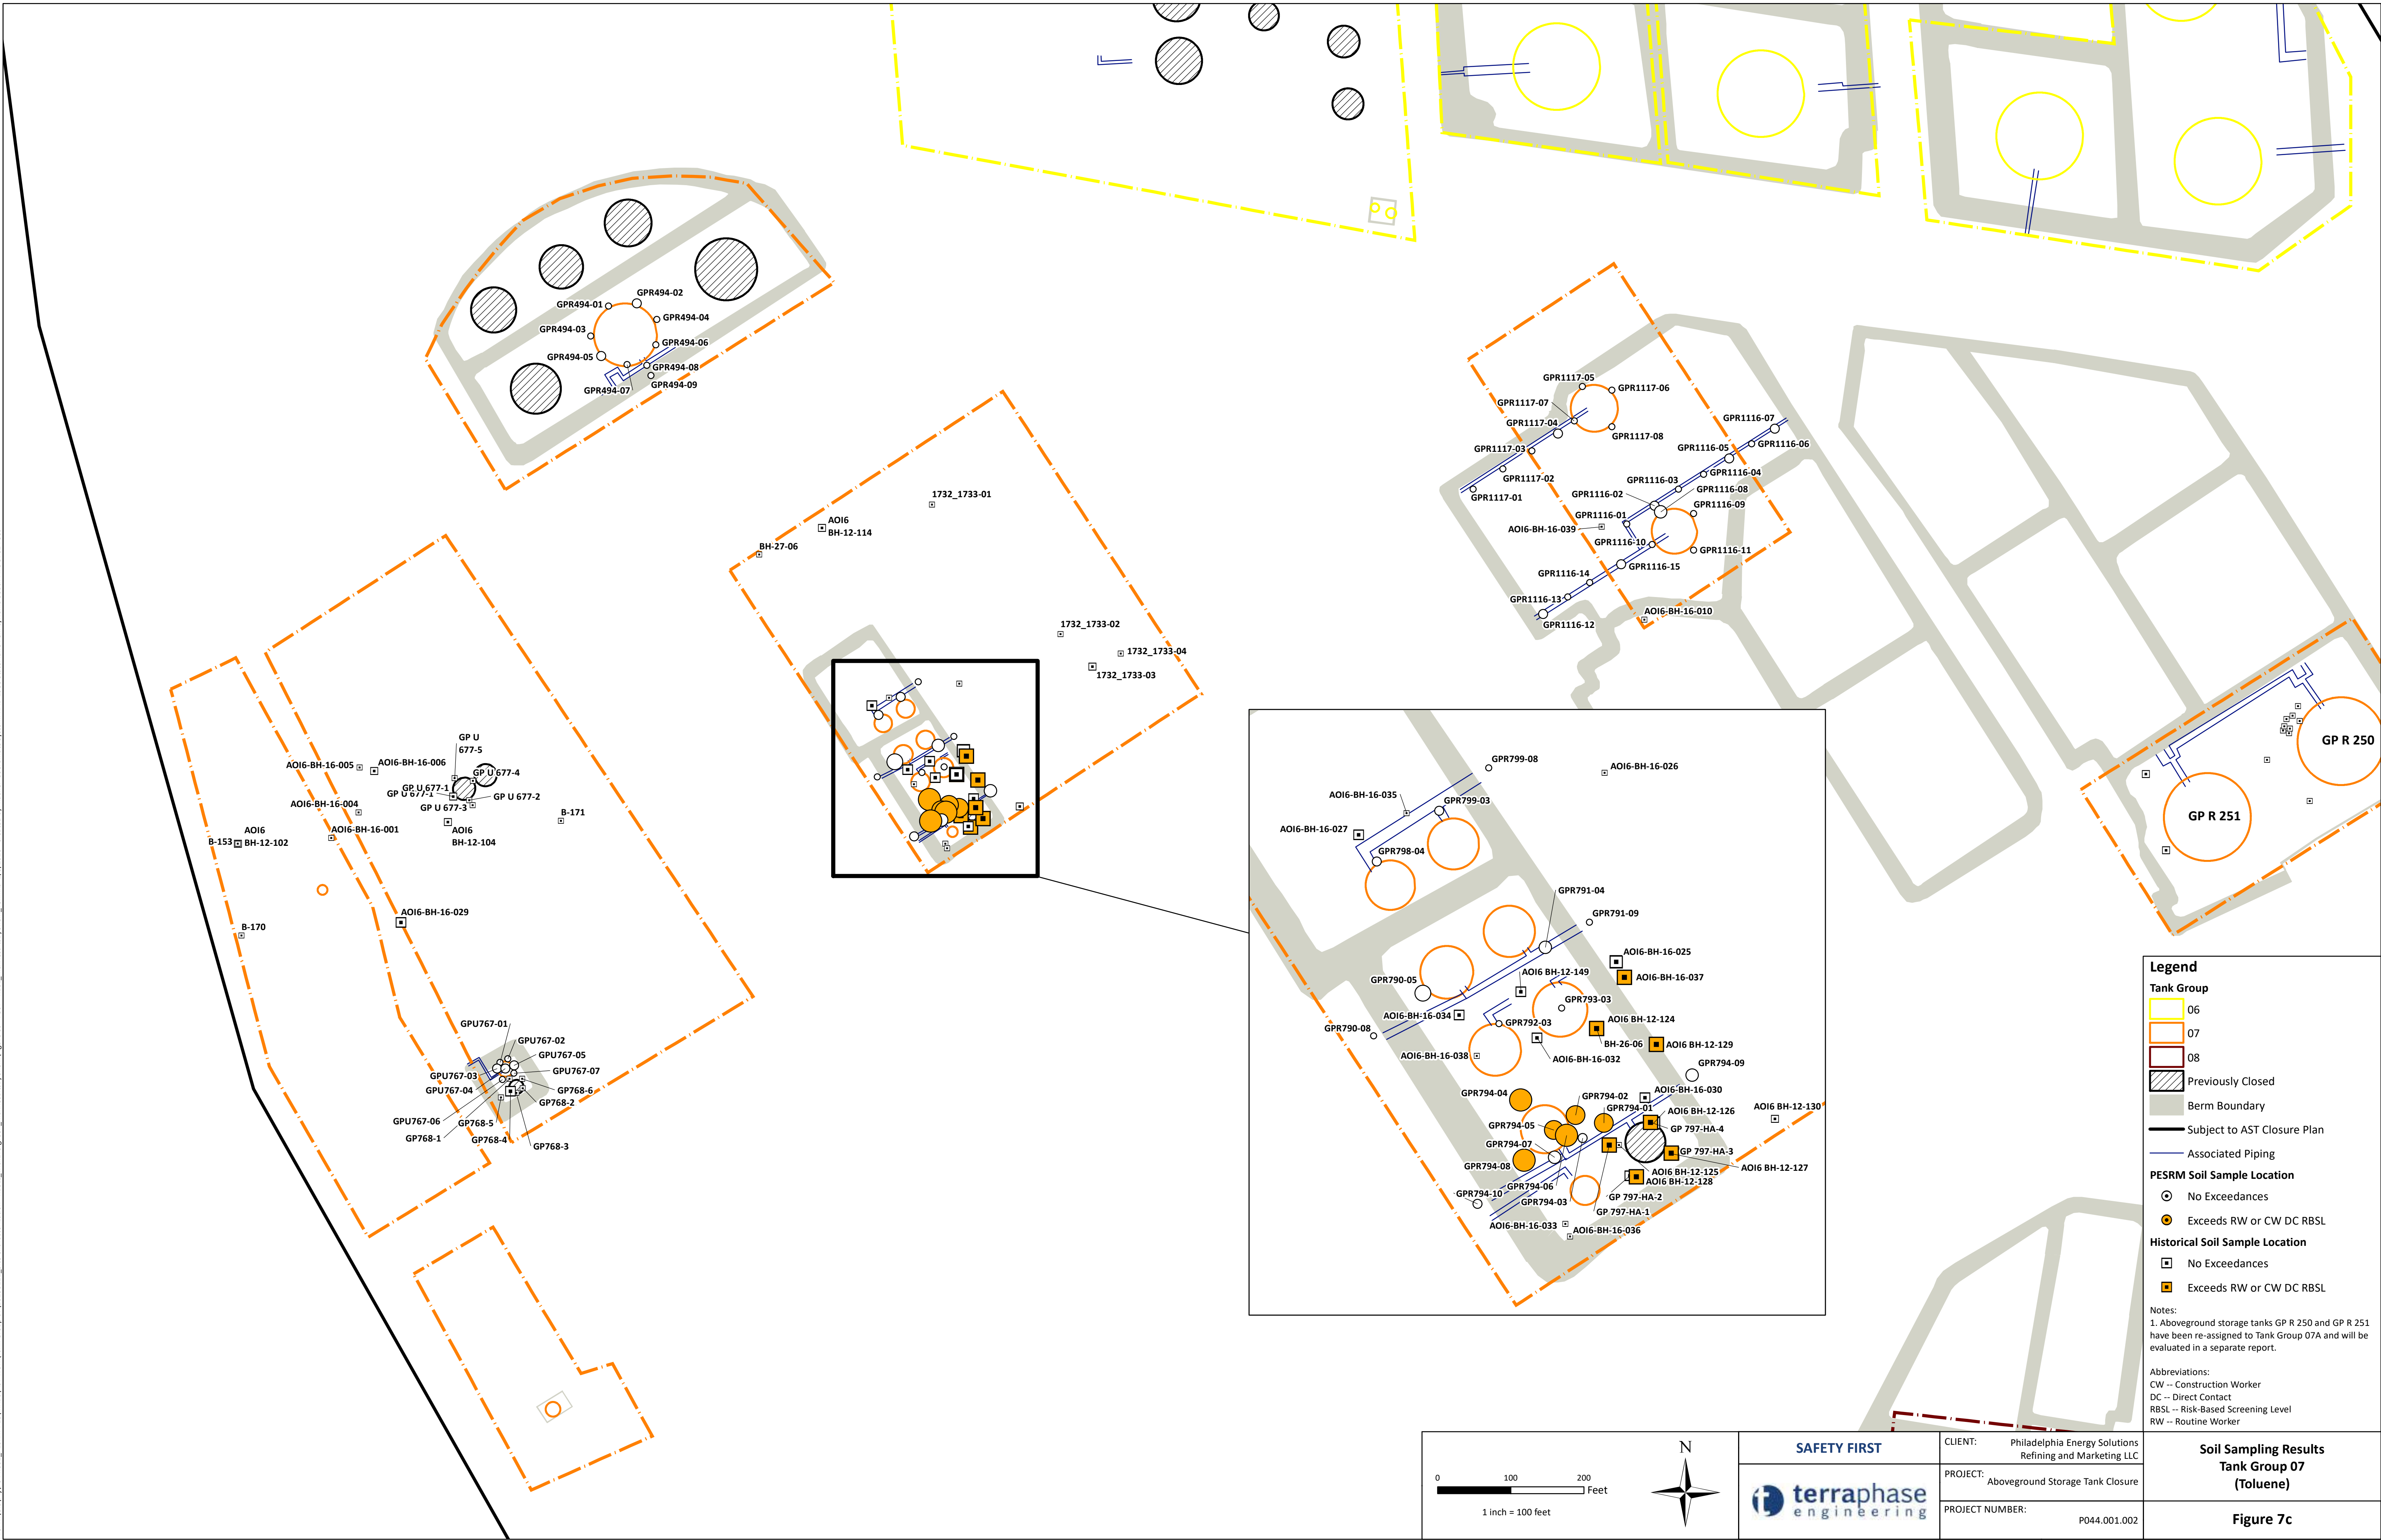 GPR494-02
GPR494-01
GPR494-04
GPR494-03
GPR494-06
GPR494-05
GPR494-08
GPR494-09
GPR494-07
1732_1733-01
AOI6
BH-12-114
BH-27-06
1732_1733-02
1732_1733-04
1732_1733-03
GPR1117-05
GPR1117-06
GPR1117-07
GPR1117-04
GPR1117-08
GPR1117-03
GPR1117-02
GPR1117-01
GPR1116-07
GPR1116-06
GPR1116-05
GPR1116-04
GPR1116-03
GPR1116-08
GPR1116-02
GPR1116-09
GPR1116-01
AOI6-BH-16-039
GPR1116-10
GPR1116-11
GPR1116-15
GPR1116-14
GPR1116-13
GPR1116-12
AOI6-BH-16-010
GP R 250
GP R 251
GP U
677-5
AOI6-BH-16-005
AOI6-BH-16-006
GP U 677-4
GP U 677-1
GP U 677-1
GP U 677-2
AOI6-BH-16-004
GP U 677-3
B-171
AOI6-BH-16-001
AOI6
BH-12-104
AOI6
BH-12-102
B-153
AOI6-BH-16-029
B-170
GPU767-01
GPU767-02
GPU767-05
GPU767-03
GPU767-07
GPU767-04
GP768-6
GP768-2
GPU767-06
GP768-5
GP768-1
GP768-4
GP768-3
GPR799-08
AOI6-BH-16-026
AOI6-BH-16-035
GPR799-03
AOI6-BH-16-027
GPR798-04
GPR791-04
GPR791-09
AOI6-BH-16-025
AOI6 BH-12-149
AOI6-BH-16-037
GPR790-05
GPR793-03
AOI6-BH-16-034
GPR792-03
AOI6 BH-12-124
GPR790-08
BH-26-06
AOI6 BH-12-129
AOI6-BH-16-038
AOI6-BH-16-032
GPR794-09
GPR794-04
GPR794-02
AOI6-BH-16-030
GPR794-01
AOI6 BH-12-126
AOI6 BH-12-130
GPR794-05
GP 797-HA-4
GPR794-07
GP 797-HA-3
GPR794-08
AOI6 BH-12-127
AOI6 BH-12-125
AOI6 BH-12-128
GPR794-06
GPR794-10
GP 797-HA-2
GPR794-03
GP 797-HA-1
AOI6-BH-16-033
AOI6-BH-16-036
Legend
Tank Group
06
07
08
Previously Closed
Berm Boundary
Subject to AST Closure Plan
Associated Piping
PESRM Soil Sample Location
No Exceedances
Exceeds RW or CW DC RBSL
Historical Soil Sample Location
No Exceedances
Exceeds RW or CW DC RBSL
Notes:
1. Aboveground storage tanks GP R 250 and GP R 251
have been re-assigned to Tank Group 07A and will be
evaluated in a separate report.
Abbreviations:
CW -- Construction Worker
DC -- Direct Contact
RBSL -- Risk-Based Screening Level
RW -- Routine Worker
0 100 200
Feet
1 inch = 100 feet
N
SAFETY FIRST
terraphase
engineering
CLIENT: Philadelphia Energy Solutions
Refining and Marketing LLC
PROJECT: Aboveground Storage Tank Closure
PROJECT NUMBER:
P044.001.002
Soil Sampling Results
Tank Group 07
(Toluene)
Figure 7c